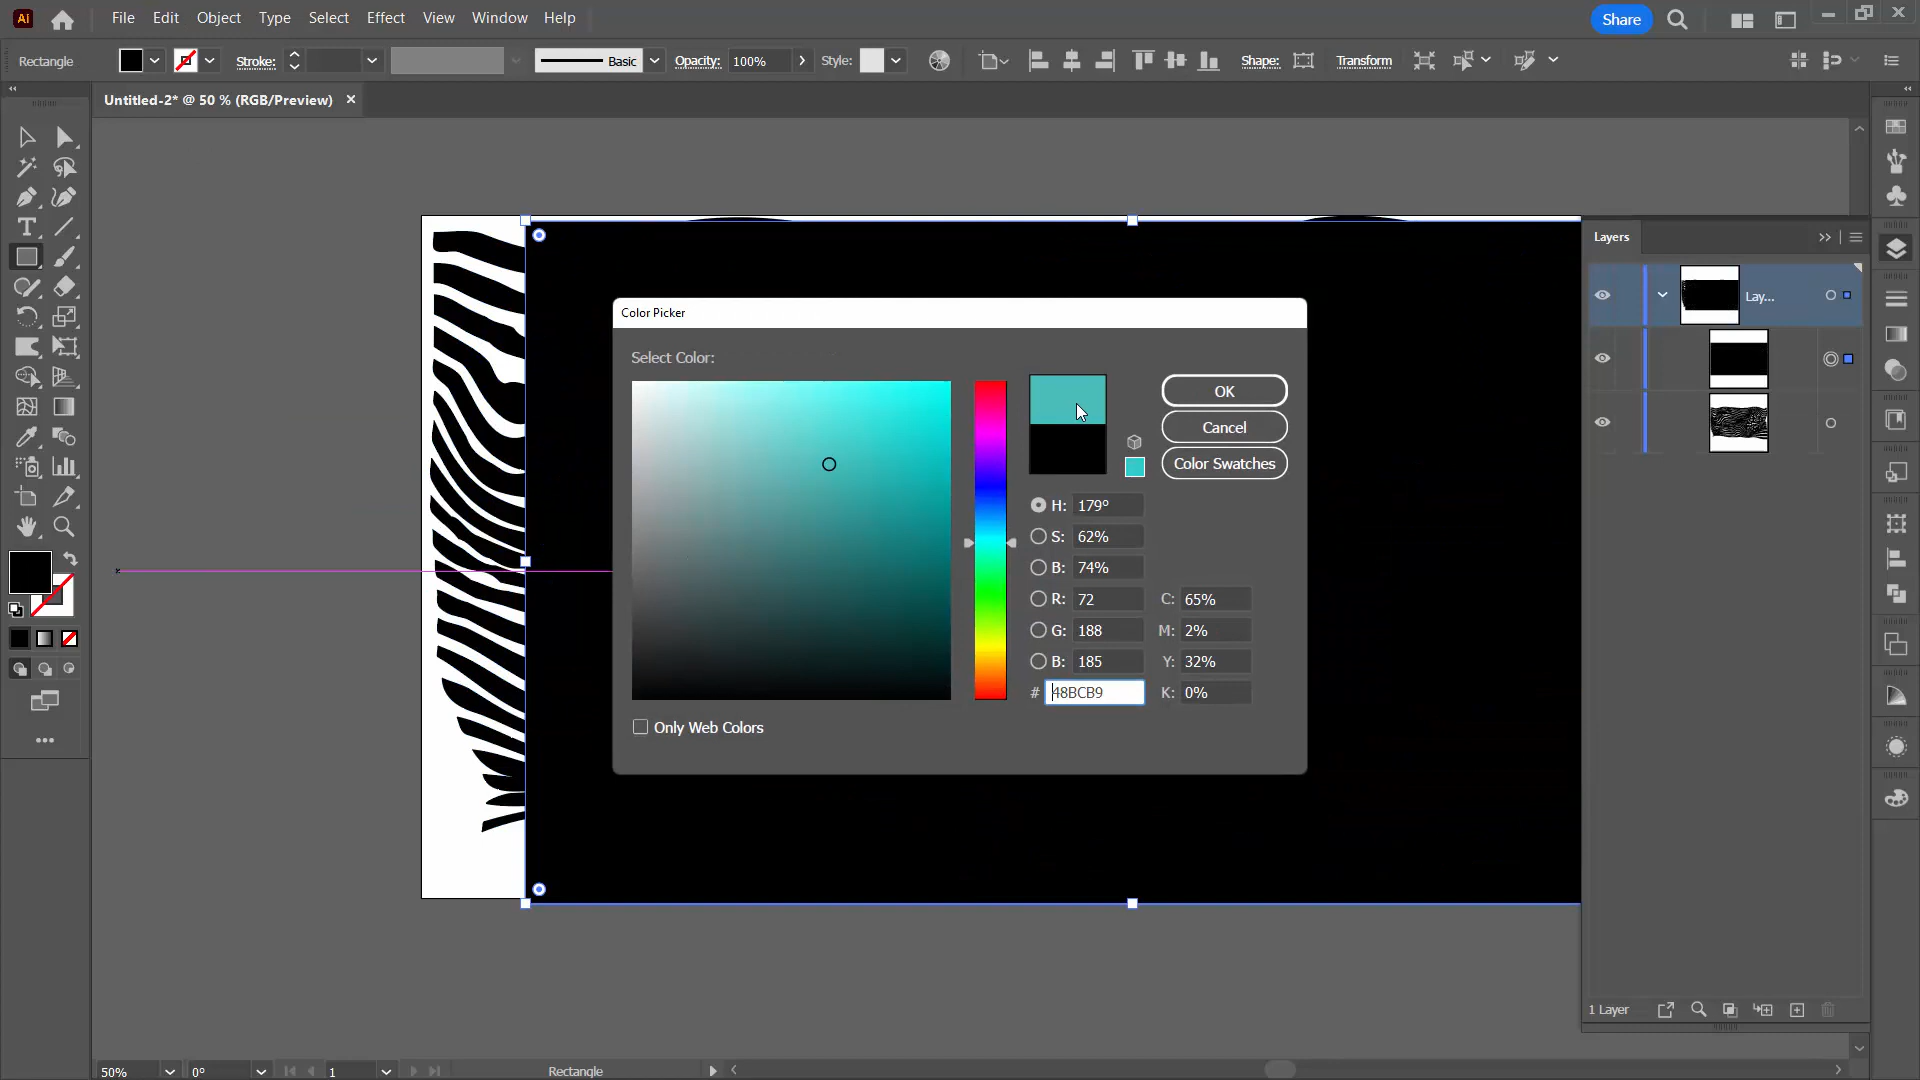 Ai File Edit Object Type Select Effect View Window Help Share
Rectangle Stroke: Basic Opacity: 100% Style: Shape: Transform
Untitled-2* @ 50 % (RGB/Preview)
Layers
Lay...
Color Picker
Select Color:
OK
Cancel
Color Swatches
H: 179°
S: 62%
B: 74%
R: 72 C: 65%
G: 188 M: 2%
B: 185 Y: 32%
# 48BCB9 K: 0%
Only Web Colors
1 Layer
50% 0° 1 Rectangle